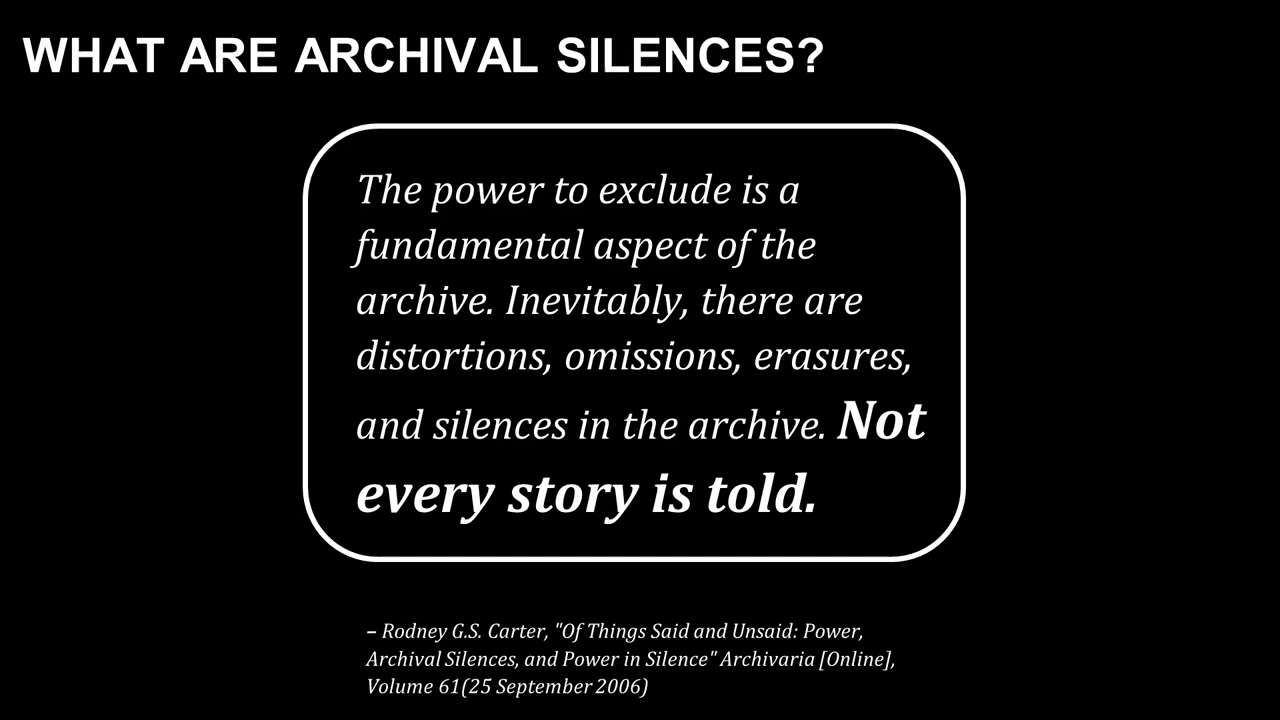 WHAT ARE ARCHIVAL SILENCES?
The power to exclude is a
fundamental aspect of the
archive. Inevitably, there are
distortions, omissions, erasures,
and silences in the archive. Not
every story is told.
– Rodney G.S. Carter, "Of Things Said and Unsaid: Power,
Archival Silences, and Power in Silence" Archivaria [Online],
Volume 61(25 September 2006)